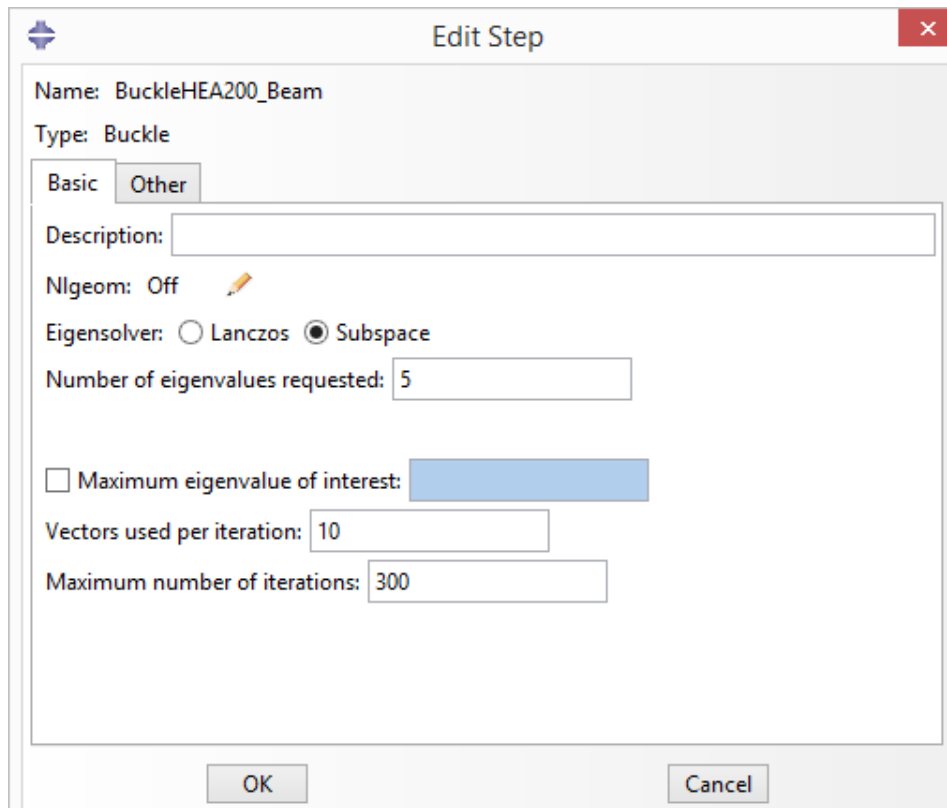 Edit Step
Name: BuckleHEA200_Beam
Type: Buckle
Basic Other
Description:
Nlgeom: Off
Eigensolver: Lanczos Subspace
Number of eigenvalues requested: 5
Maximum eigenvalue of interest:
Vectors used per iteration: 10
Maximum number of iterations: 300
OK Cancel